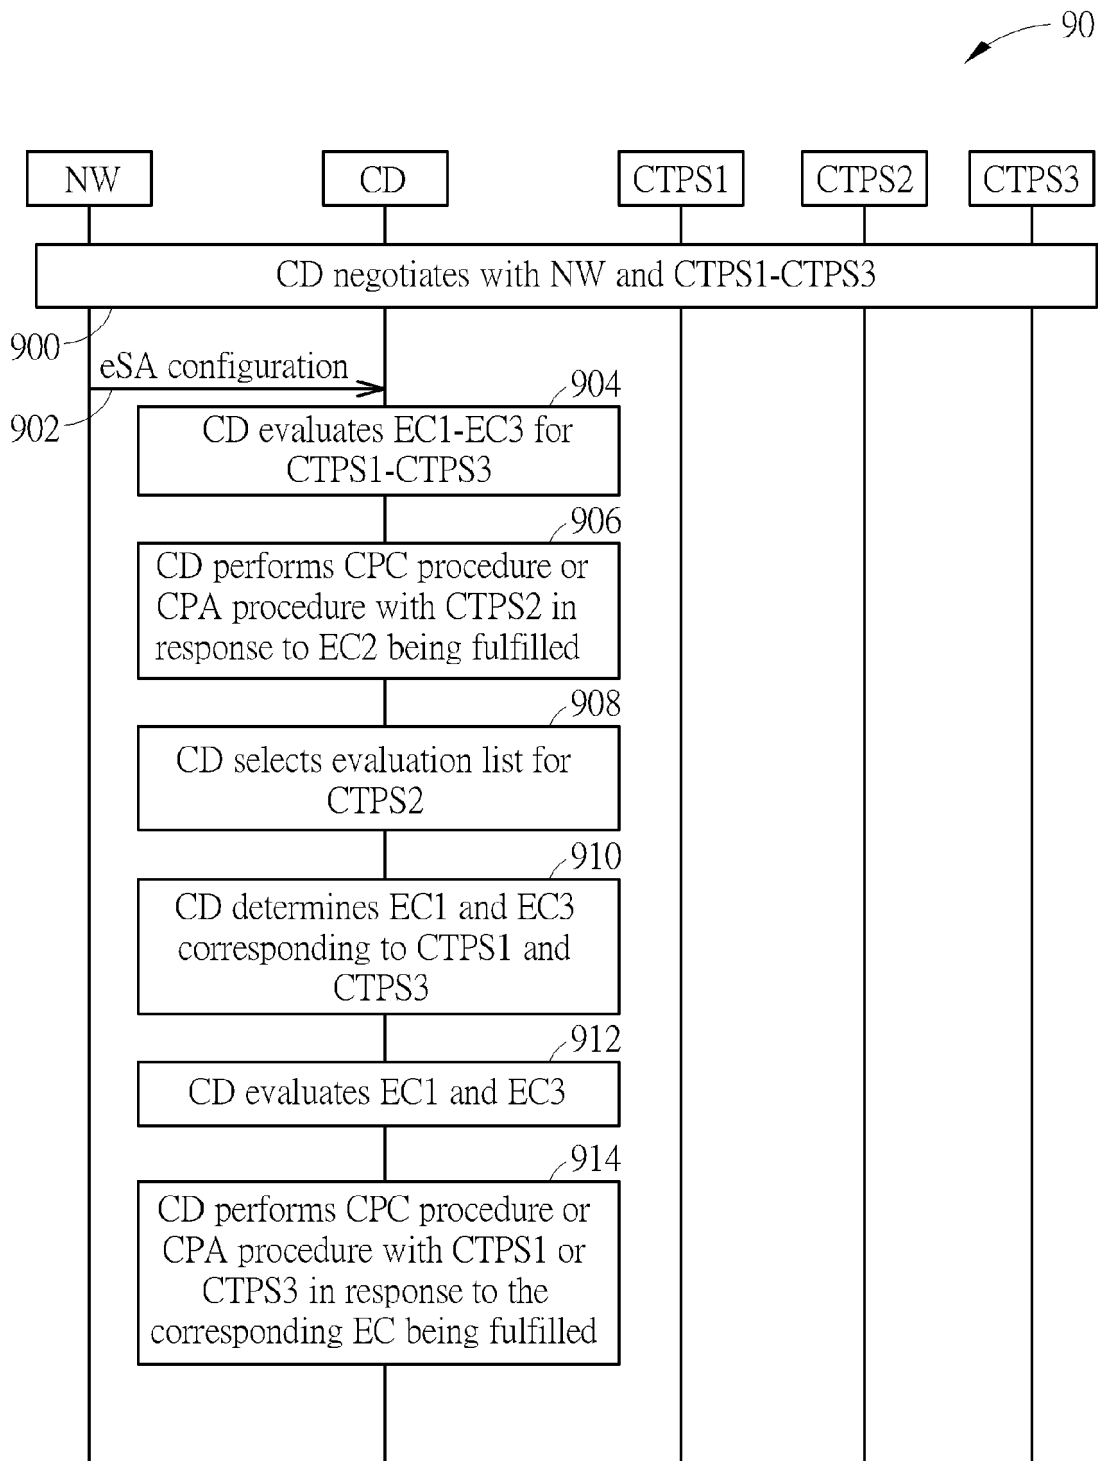 90
NW
CD
CTPS1
CTPS2
CTPS3
CD negotiates with NW and CTPS1-CTPS3
900
eSA configuration
902
904
CD evaluates EC1-EC3 for
CTPS1-CTPS3
906
CD performs CPC procedure or
CPA procedure with CTPS2 in
response to EC2 being fulfilled
908
CD selects evaluation list for
CTPS2
910
CD determines EC1 and EC3
corresponding to CTPS1 and
CTPS3
912
CD evaluates EC1 and EC3
914
CD performs CPC procedure or
CPA procedure with CTPS1 or
CTPS3 in response to the
corresponding EC being fulfilled